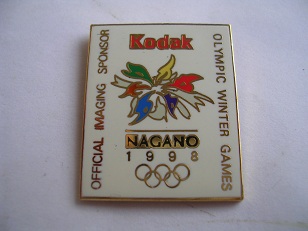 Kodak
OFFICIAL IMAGING SPONSOR
OLYMPIC WINTER GAMES
NAGANO
1998